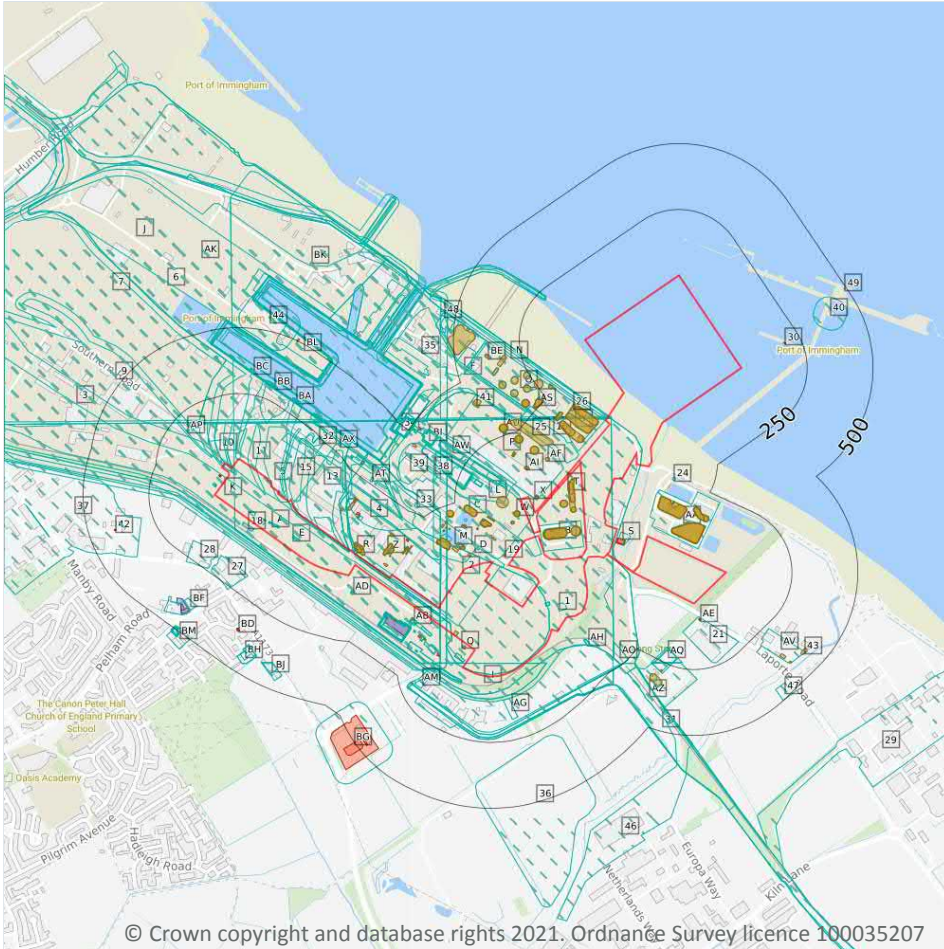 Port of Immingham
Humber Road
J
AK
BK
6
7
49
40
48
44
Port of Immingham
BL
35
BE
N
30
Port of Immingham
F
Southern Road
9
BC
BB
BA
3
41
AS
26
250
500
AP
10
32
AX
AW
25
P
AF
AI
39
38
15
13
AT
24
K
L
X
T
37
33
4
C
W
AA
42
18
E
M
B
S
R
Z
D
19
28
2
27
Manby Road
AD
1
BF
Pelham Road
AE
BM
BD
AB
21
A1173
Q
AH
AV
43
BH
AO
AQ
BJ
I
Laporte Road
AM
AZ
47
AG
The Canon Peter Hall
Church of England Primary
School
31
BG
29
Oasis Academy
36
46
Pilgrim Avenue
Hadleigh Road
Europa Way
Kiln Lane
Netherlands Way
© Crown copyright and database rights 2021. Ordnance Survey licence 100035207